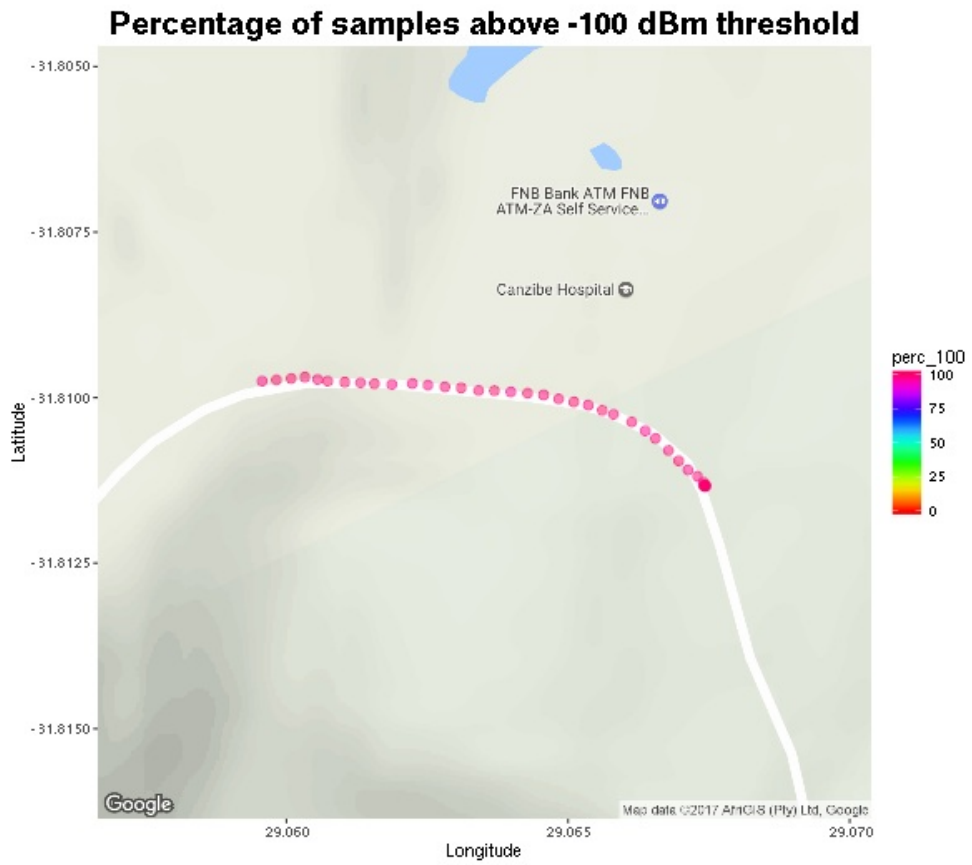 Percentage of samples above -100 dBm threshold
-31.8050
FNB Bank ATM FNB
ATM-ZA Self Service...
-31.8075
Canzibe Hospital
perc_100
100
75
50
25
0
-31.8100
Latitude
-31.8125
-31.8150
Google
Map data ©2017 AfriGIS (Pty) Ltd, Google
29.060
29.065
29.070
Longitude